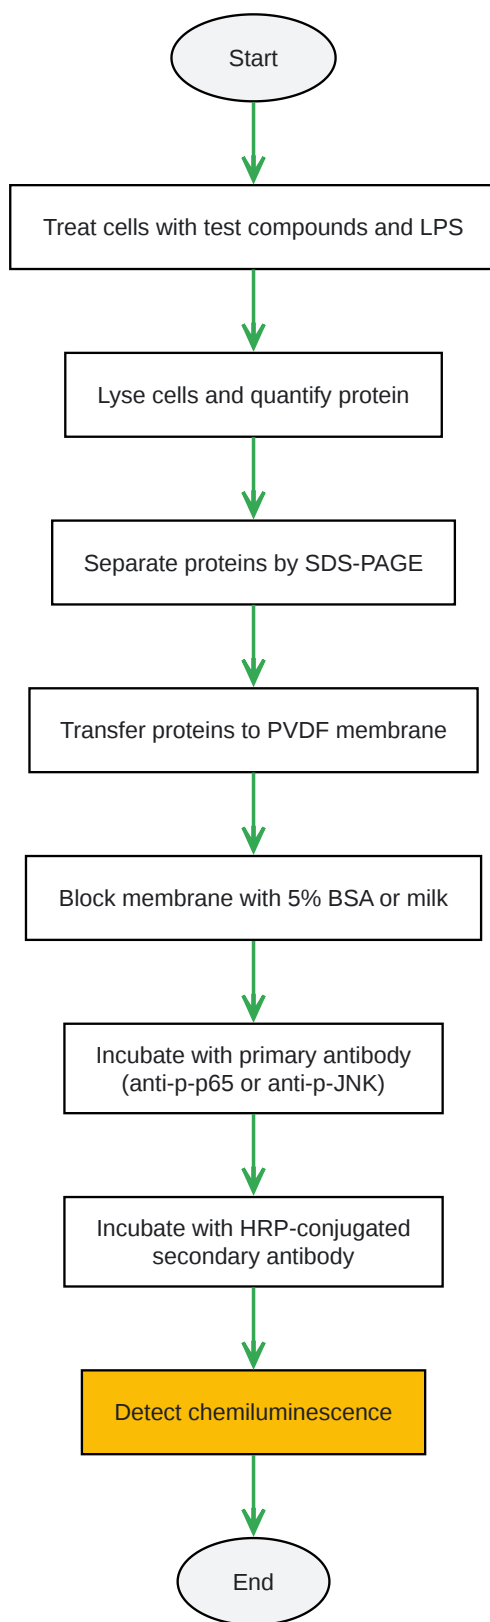 Start
Treat cells with test compounds and LPS
Lyse cells and quantify protein
Separate proteins by SDS-PAGE
Transfer proteins to PVDF membrane
Block membrane with 5% BSA or milk
Incubate with primary antibody
(anti-p-p65 or anti-p-JNK)
Incubate with HRP-conjugated
secondary antibody
Detect chemiluminescence
End